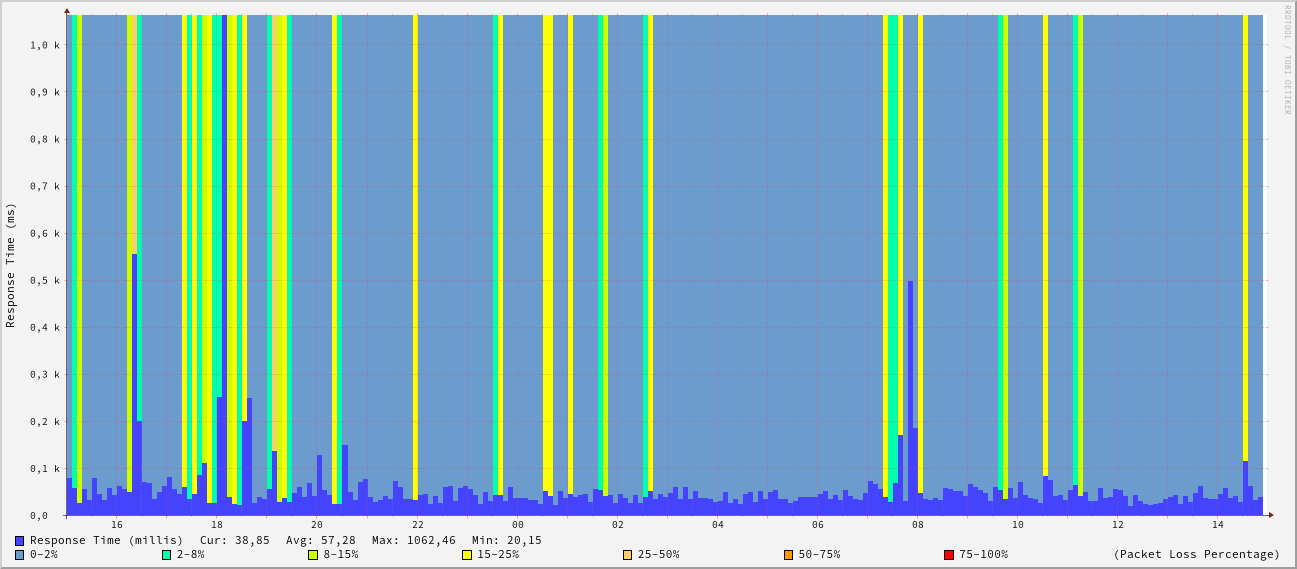 RRDTOOL / TOBI OETIKER
Response Time (ms)
1,0 k
0,9 k
0,8 k
0,7 k
0,6 k
0,5 k
0,4 k
0,3 k
0,2 k
0,1 k
0,0
16 18 20 22 00 02 04 06 08 10 12 14
Response Time (millis) Cur: 38,85 Avg: 57,28 Max: 1062,46 Min: 20,15
0-2% 2-8% 8-15% 15-25% 25-50% 50-75% 75-100% (Packet Loss Percentage)